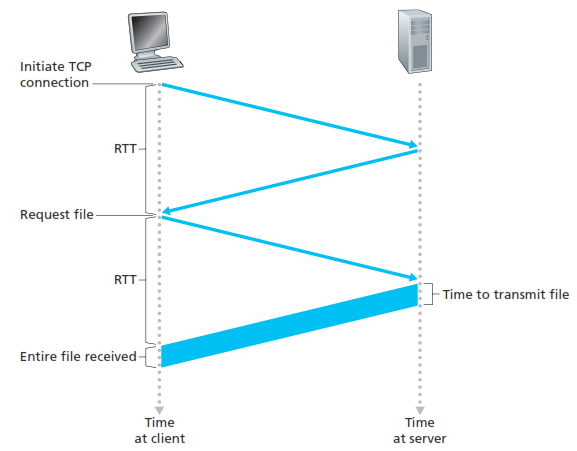 Initiate TCP
connection
RTT
Request file
RTT
Time to transmit file
Entire file received
Time
at client
Time
at server